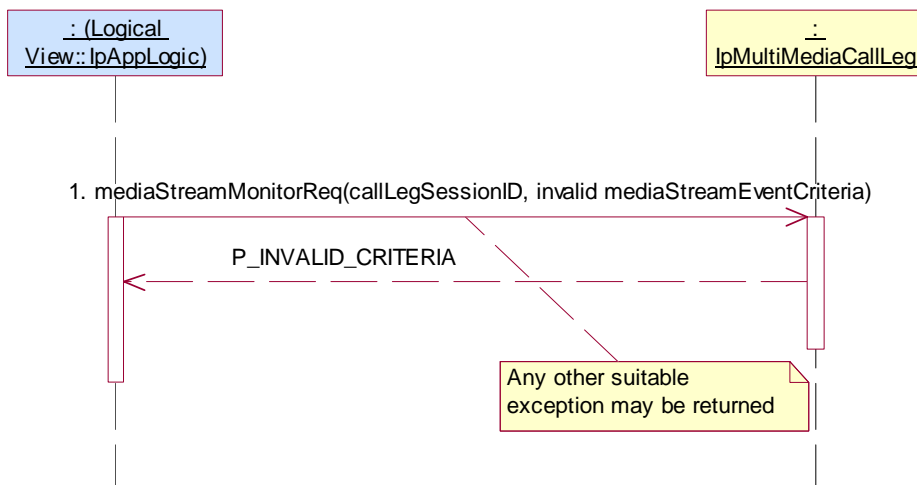 : (Logical
View::IpAppLogic)
:
IpMultiMediaCallLeg
1. mediaStreamMonitorReq(callLegSessionID, invalid mediaStreamEventCriteria)
P_INVALID_CRITERIA
Any other suitable
exception may be returned